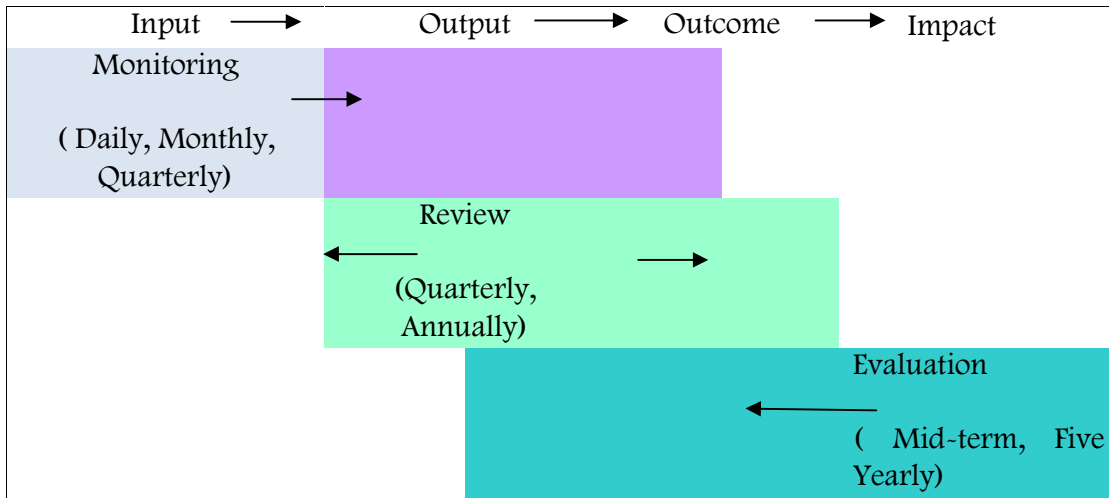 Input Output Outcome Impact
Monitoring
( Daily, Monthly,
Quarterly)
Review
(Quarterly,
Annually)
Evaluation
( Mid-term, Five
Yearly)